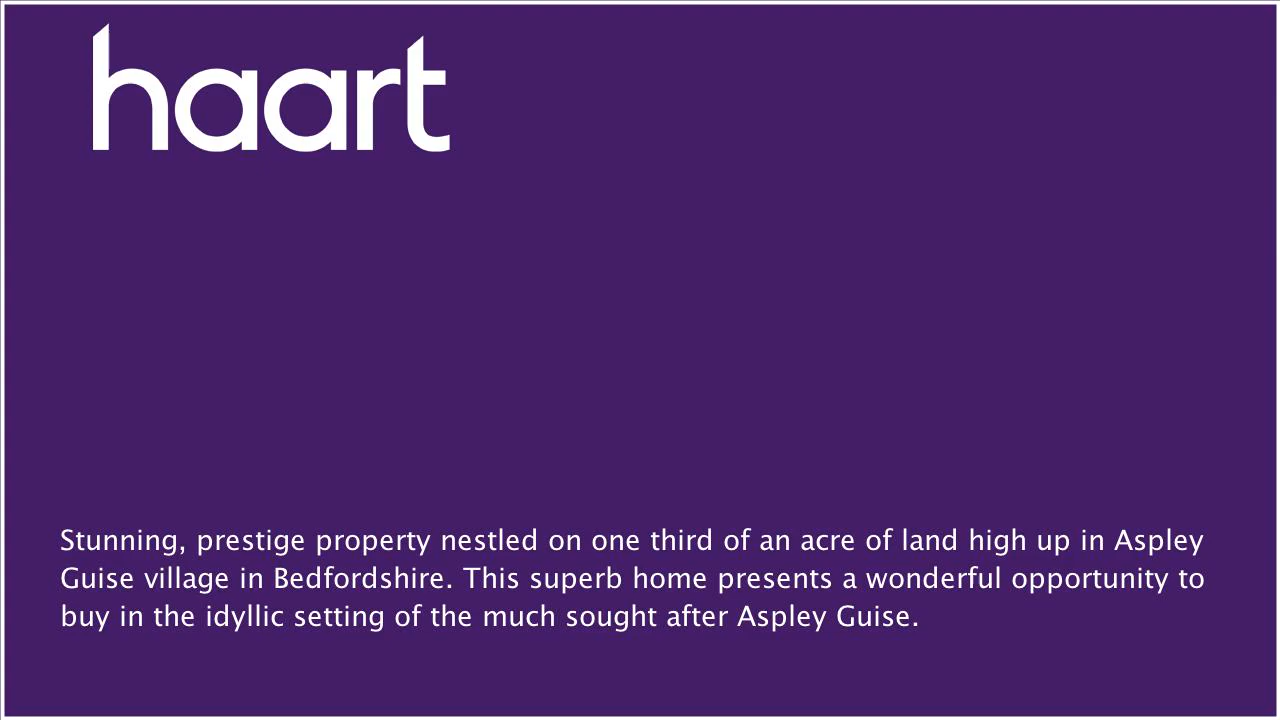 haart
Stunning, prestige property nestled on one third of an acre of land high up in Aspley
Guise village in Bedfordshire. This superb home presents a wonderful opportunity to
buy in the idyllic setting of the much sought after Aspley Guise.